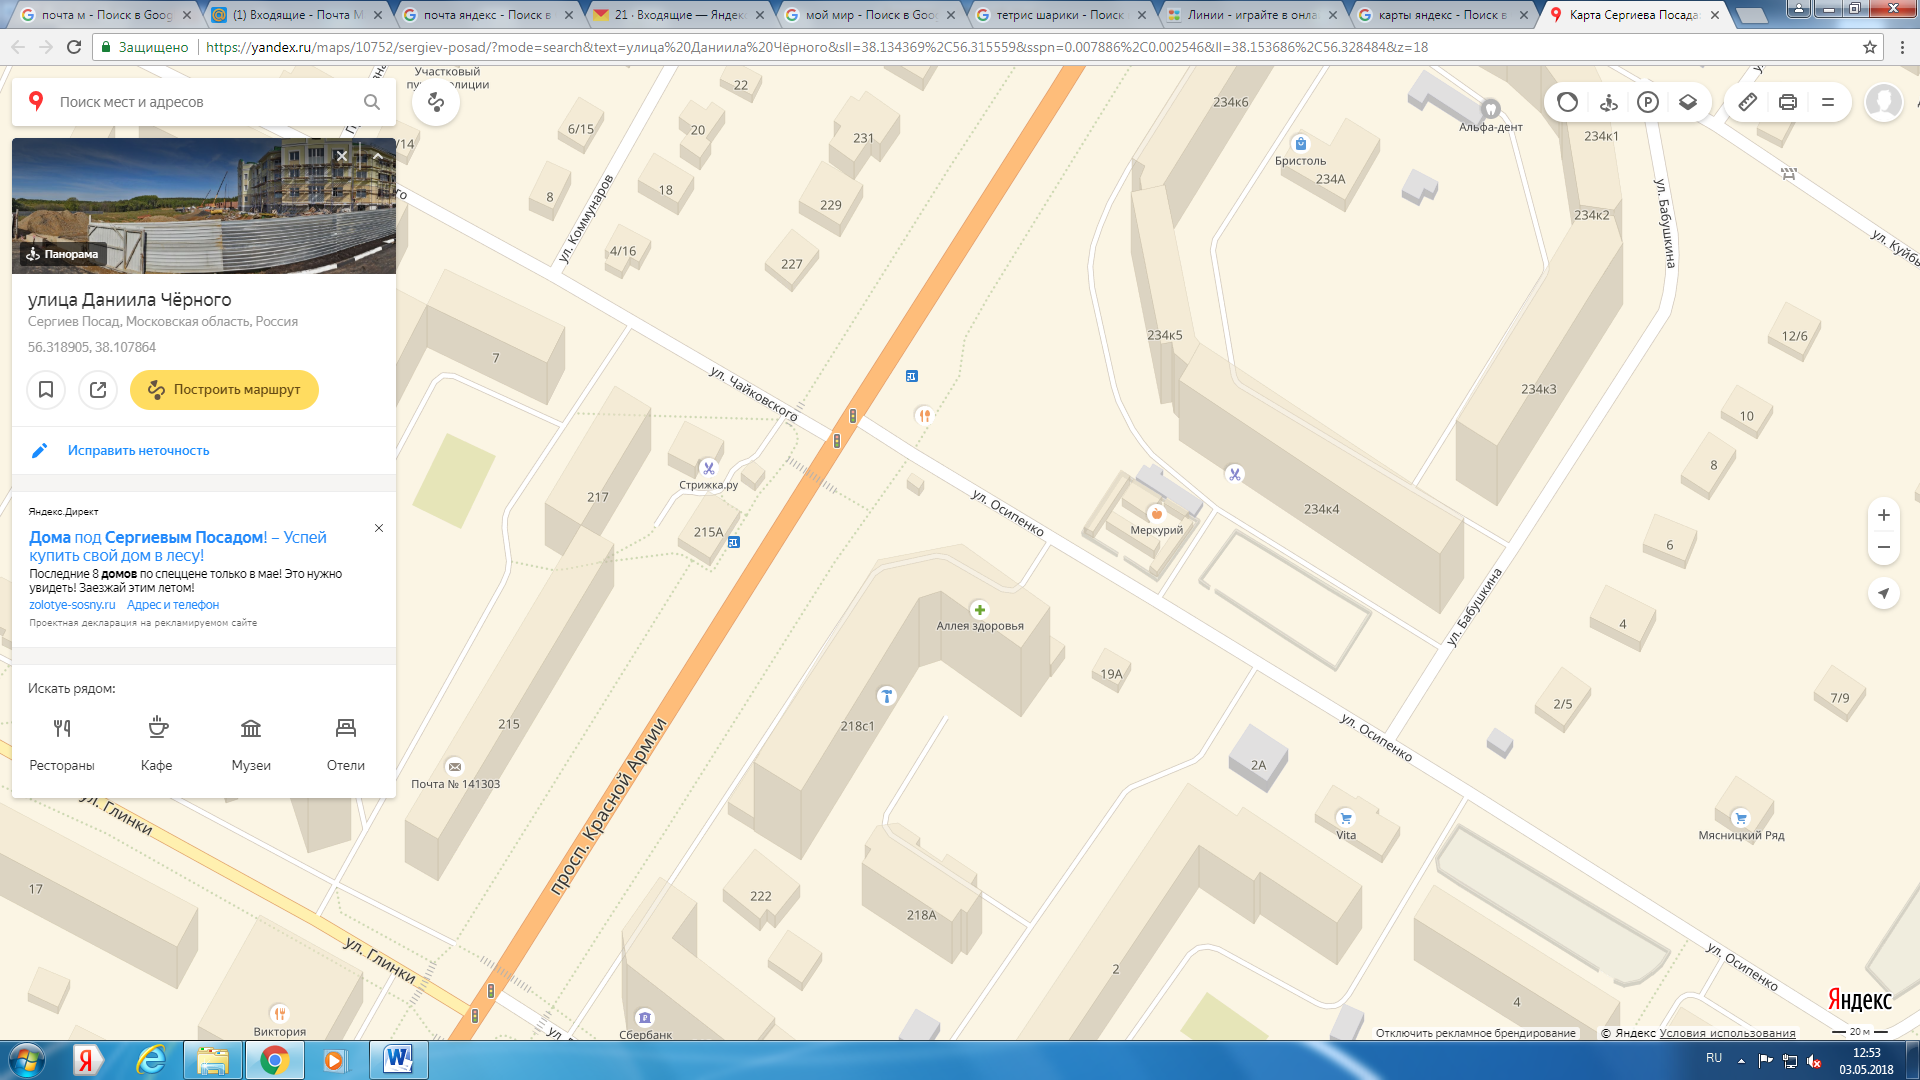 почта м - Поиск в Goog
(1) Входящие - Почта M
почта яндекс - Поиск в
21 · Входящие — Яндекс
мой мир - Поиск в Goo
тетрис шарики - Поиск
Линии - играйте в онла
карты яндекс - Поиск в
Карта Сергиева Посада:
Защищено
https://yandex.ru/maps/10752/sergiev-posad/?mode=search&text=улица%20Даниила%20Чёрного&sll=38.134369%2C56.315559&sspn=0.007886%2C0.002546&ll=38.153686%2C56.328484&z=18
Поиск мест и адресов
Панорама
улица Даниила Чёрного
Сергиев Посад, Московская область, Россия
56.318905, 38.107864
Построить маршрут
Исправить неточность
Яндекс.Директ
Дома под Сергиевым Посадом! – Успей
купить свой дом в лесу!
Последние 8 домов по спеццене только в мае! Это нужно
увидеть! Заезжай этим летом!
zolotye-sosny.ru Адрес и телефон
Проектная декларация на рекламируемом сайте
Искать рядом:
Рестораны
Кафе
Музеи
Отели
Участковый
22
20
6/15
231
18
8
229
4/16
227
ул. Коммунаров
7
ул. Чайковского
217
Стрижка.ру
215А
215
Почта № 141303
просп. Красной Армии
ул. Глинки
17
ул. Глинки
Виктория
Сбербанк
222
218А
218с1
Аллея здоровья
ул. Осипенко
Меркурий
19А
2А
Vita
2
4
ул. Осипенко
ул. Осипенко
234к6
Бристоль
234А
Альфа-дент
234к1
234к2
234к5
234к3
234к4
ул. Бабушкина
ул. Бабушкина
ул. Куйбы
12/6
10
8
6
4
2/5
7/9
Мясницкий Ряд
Яндекс
Отключить рекламное брендирование
© Яндекс Условия использования
20 м
RU
12:53
03.05.2018